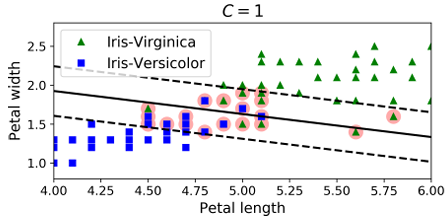 C = 1
Iris-Virginica
Iris-Versicolor
Petal width
2.5
2.0
1.5
1.0
4.00 4.25 4.50 4.75 5.00 5.25 5.50 5.75 6.00
Petal length